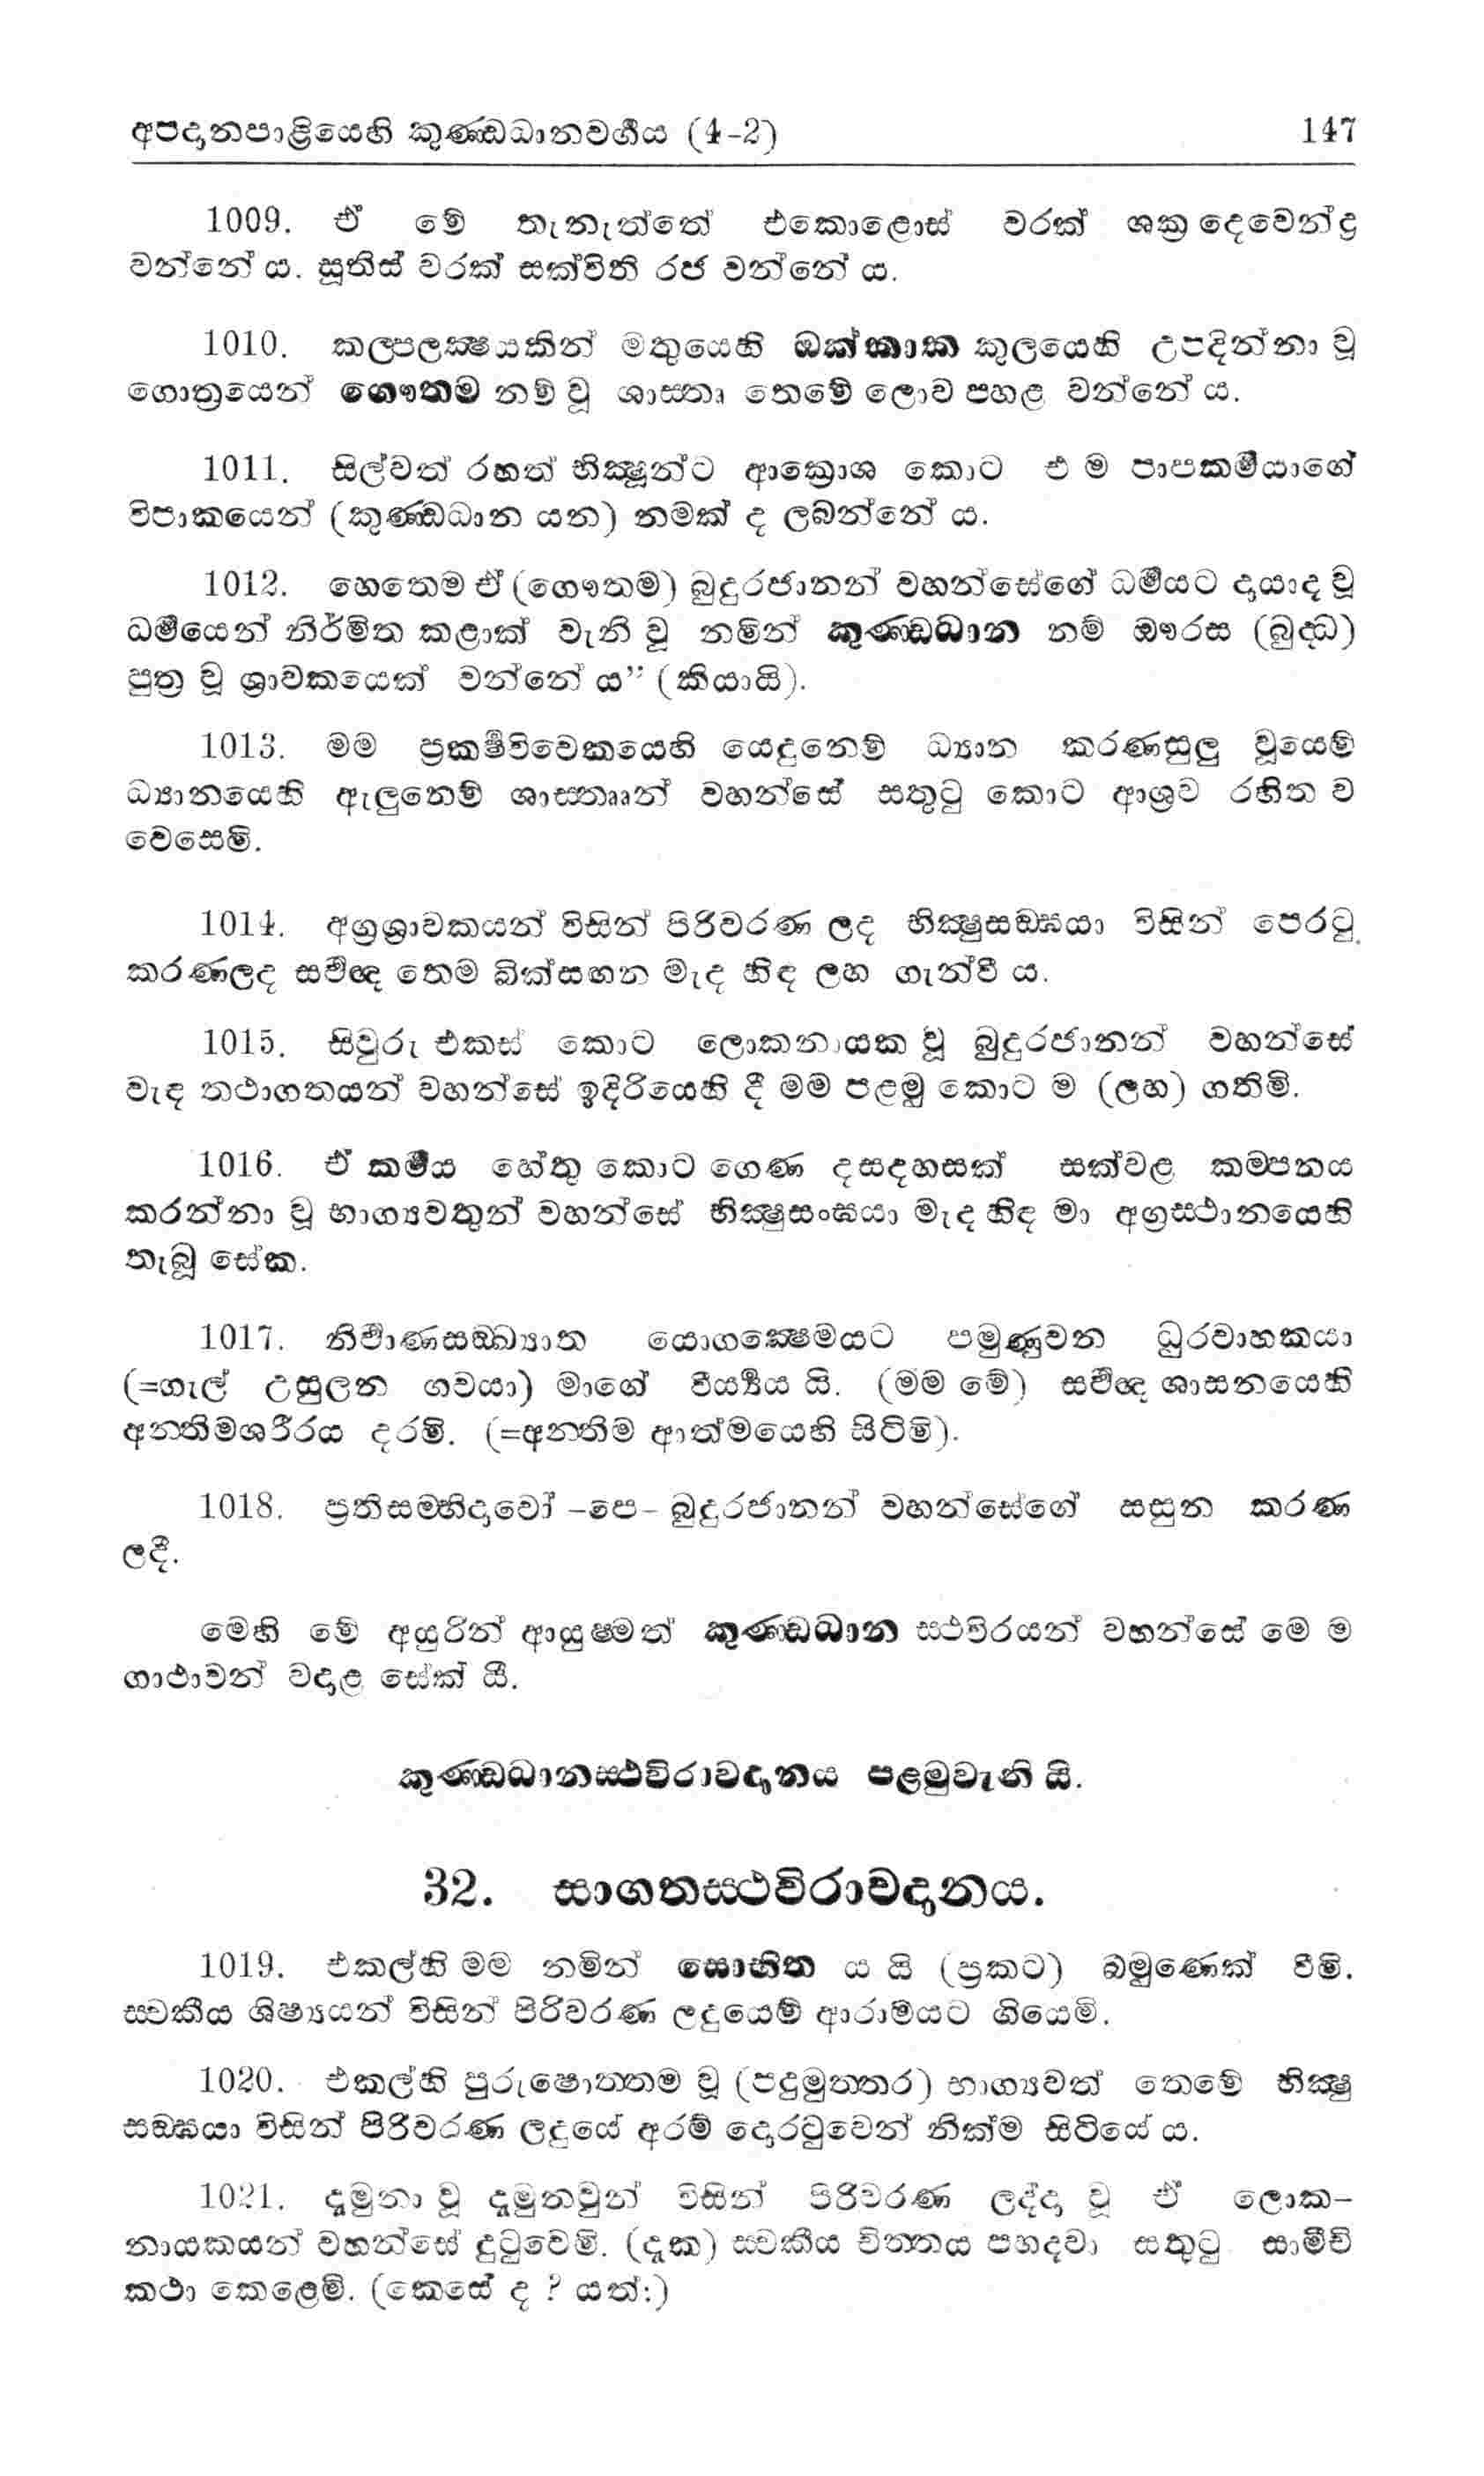 අපදානපාළියෙහි කුණ්ඩධානවර්‍ගය (4-2) 147
1009. ඒ මේ තැනැත්තේ එකොළොස් වරක් ශක්‍ර දෙවෙන්ද්‍ර
වන්නේ ය. සූතිස් වරක් සක්විති රජ වන්නේ ය.
1010. කල්පලක්‍ෂයකින් මතුයෙහි ඔක්කාක කුලයෙහි උපදින්නා වූ
ගොත්‍රයෙන් ගෞතම නම් වූ ශාස්තෘ තෙමේ ලොව පහළ වන්නේ ය.
1011. සිල්වත් රහත් භික්‍ෂූන්ට ආක්‍රොශ කොට එ ම පාපකර්‍මයාගේ
විපාකයෙන් (කුණ්ඩධාන යන) නමක් ද ලබන්නේ ය.
1012. හෙතෙම ඒ (ගෞතම) බුදුරජානන් වහන්සේගේ ධර්‍මයට දායාද වූ
ධර්‍මයෙන් නිර්මිත කළාක් වැනි වූ නමින් කුණ්ඩධාන නම් ඖරස (බුද්ධ)
පුත්‍ර වූ ශ්‍රාවකයෙක් වන්නේ ය” (කියායි).
1013. මම ප්‍රකර්‍ෂවිවෙකයෙහි යෙදුනෙම් ධ්‍යාන කරණසුලු වූයෙම්
ධ්‍යානයෙහි ඇලුනෙම් ශාස්තෲන් වහන්සේ සතුටු කොට ආශ්‍රව රහිත ව
වෙසෙමි.
1014. අග්‍රශ්‍රාවකයන් විසින් පිරිවරණ ලද භික්‍ෂුසඞ්ඝයා විසින් පෙරටු
කරණලද සර්‍වඥ තෙම බික්සඟන මැද හිඳ ලහ ගැන්වී ය.
1015. සිවුරු එකස් කොට ලොකනායක වූ බුදුරජානන් වහන්සේ
වැඳ තථාගතයන් වහන්සේ ඉදිරියෙහි දී මම පළමු කොට ම (ලහ) ගතිමි.
1016. ඒ කර්‍මය හේතු කොට ගෙණ දසදහසක් සක්වළ කම්පනය
කරන්නා වූ භාග්‍යවතුන් වහන්සේ භික්‍ෂුසංඝයා මැද හිඳ මා අග්‍රස්ථානයෙහි
තැබූ සේක.
1017. නිර්‍වාණසඞ්ඛ්‍යාත යොගක්‍ෂෙමයට පමුණුවන ධුරවාහකයා
(=ගැල් උසුලන ගවයා) මාගේ වීර්‍ය්‍යය යි. (මම මේ) සර්‍වඥ ශාසනයෙහි
අන්තිමශරීරය දරමි. (=අන්තිම ආත්මයෙහි සිටිමි).
1018. ප්‍රතිසම්භිදාවෝ –පෙ– බුදුරජානන් වහන්සේගේ සසුන කරණ
ලදී.
මෙහි මේ අයුරින් ආයුෂ්මත් කුණ්ඩධාන ස්ථවිරයන් වහන්සේ මෙ ම
ගාථාවන් වදාළ සේක් යී.
කුණ්ඩධානස්ථවිරාවදානය පළමුවැනි යි.
32. සාගතස්ථවිරාවදානය.
1019. එකල්හි මම නමින් සොභිත ය යි (ප්‍රකට) බමුණෙක් වීමි.
ස්වකීය ශිෂ්‍යයන් විසින් පිරිවරණ ලදුයෙම් ආරාමයට ගියෙමි.
1020. එකල්හි පුරුෂොත්තම වූ (පදුමුත්තර) භාග්‍යවත් තෙමේ භික්‍ෂු
සඞ්ඝයා විසින් පිරිවරණ ලදුයේ අරම් දොරටුවෙන් නික්ම සිටියේ ය.
1021. දැමුනා වූ දැමුනවුන් විසින් පිරිවරණ ලද්දා වූ ඒ ලොක–
නායකයන් වහන්සේ දුටුවෙමි. (දැක) ස්වකීය චිත්තය පහදවා සතුටු සාමීචි
කථා කෙළෙමි. (කෙසේ ද ? යත්:)